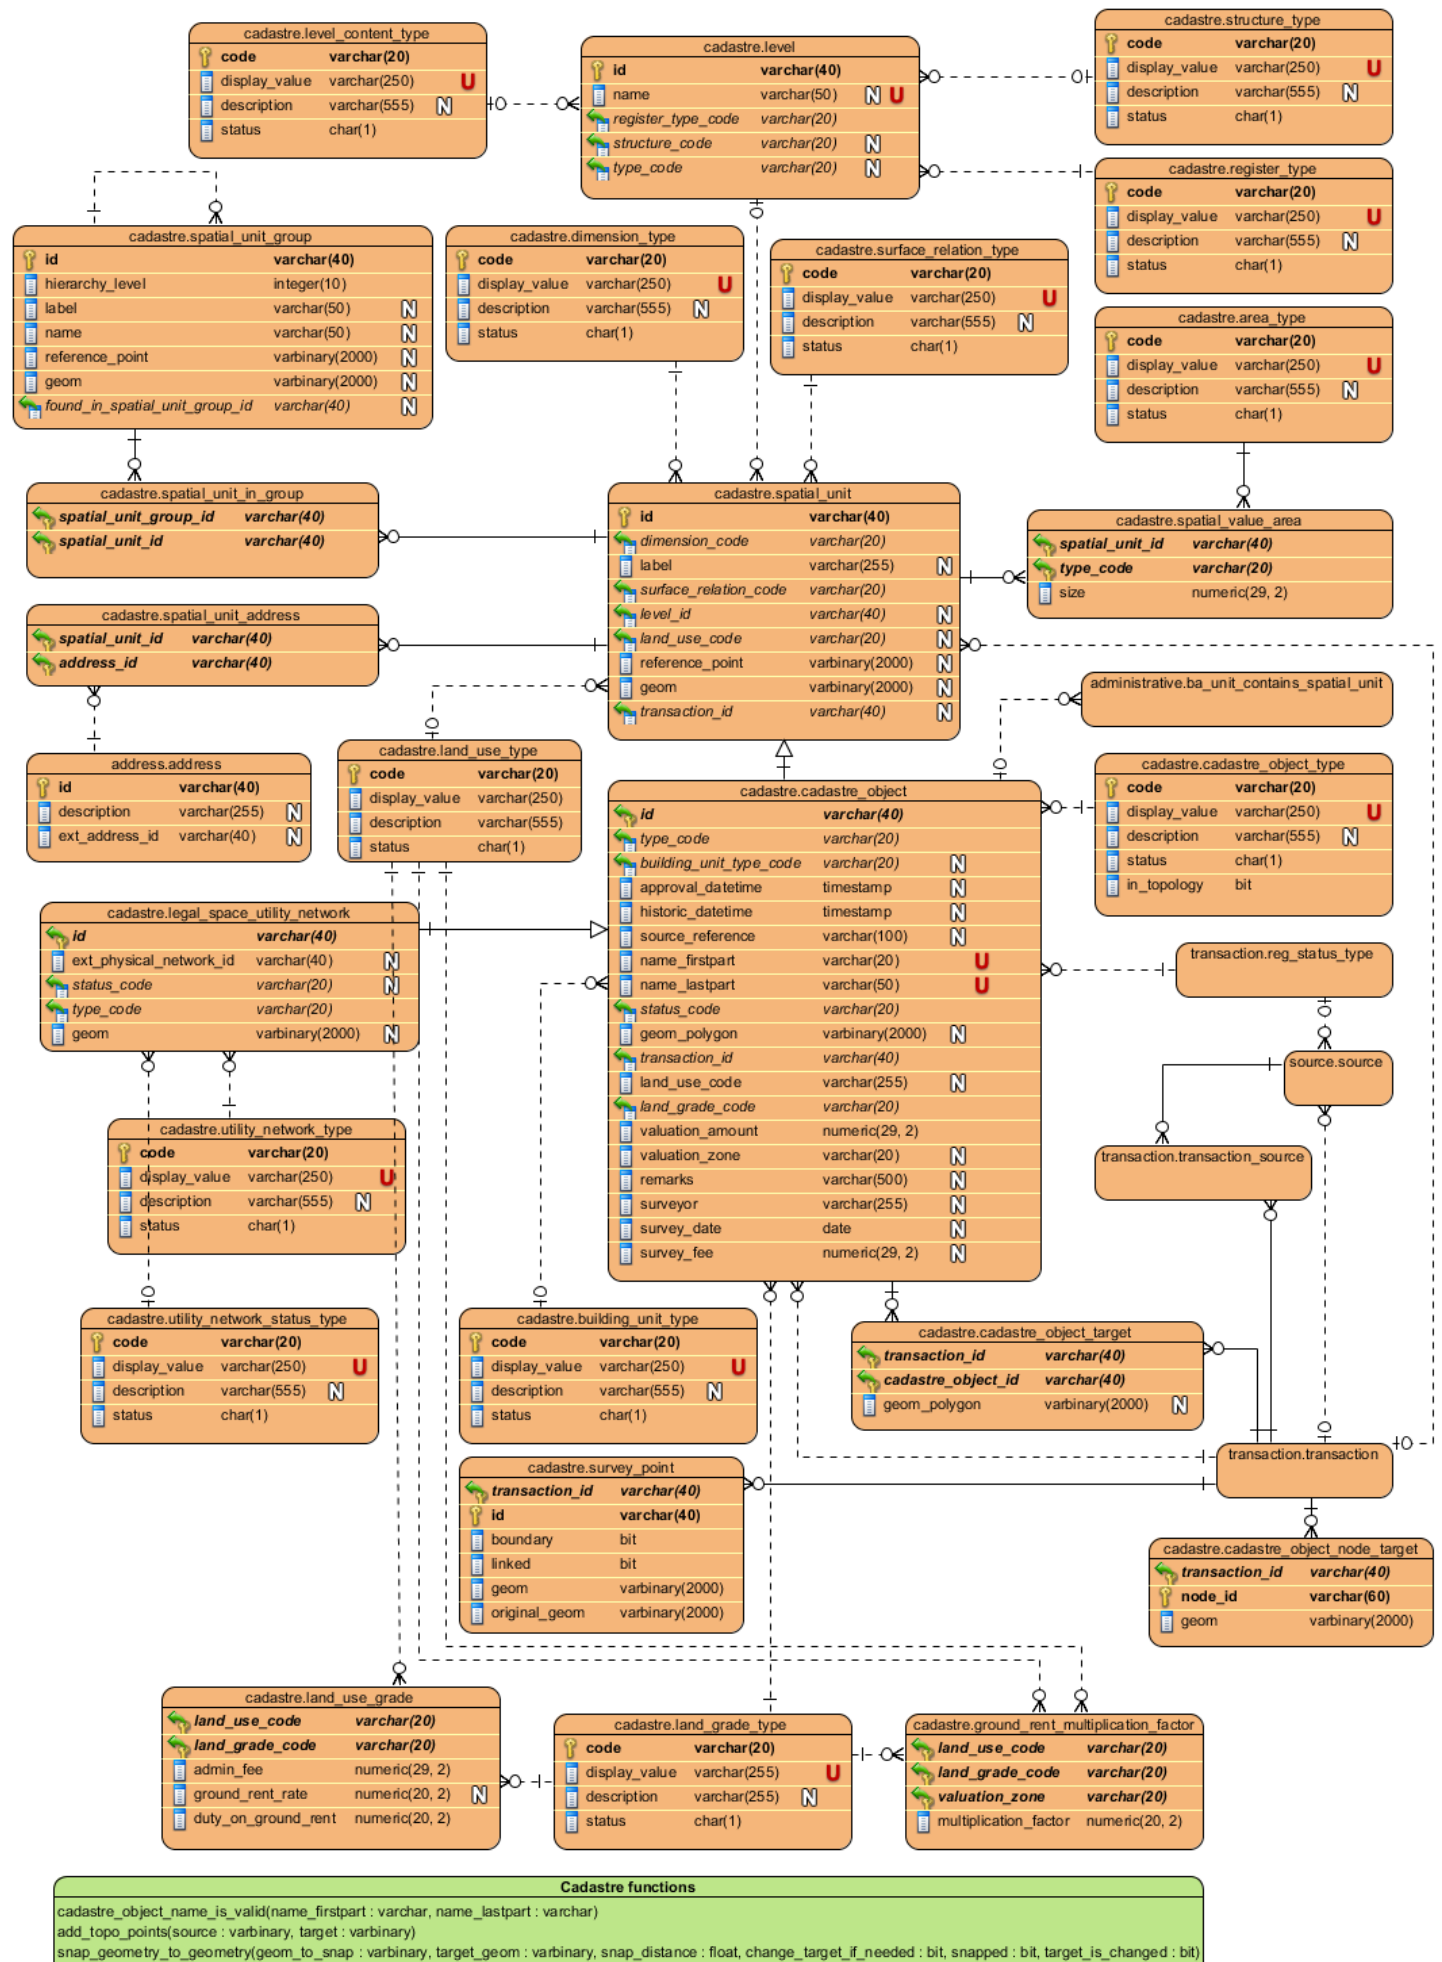 cadastre.level_content_type
code varchar(20)
display_value varchar(250) U
description varchar(555) N
status char(1)
cadastre.level
id varchar(40)
name varchar(50) N U
register_type_code varchar(20)
structure_code varchar(20) N
type_code varchar(20) N
cadastre.structure_type
code varchar(20)
display_value varchar(250) U
description varchar(555) N
status char(1)
cadastre.register_type
code varchar(20)
display_value varchar(250) U
description varchar(555) N
status char(1)
cadastre.spatial_unit_group
id varchar(40)
hierarchy_level integer(10)
label varchar(50) N
name varchar(50) N
reference_point varbinary(2000) N
geom varbinary(2000) N
found_in_spatial_unit_group_id varchar(40) N
cadastre.dimension_type
code varchar(20)
display_value varchar(250) U
description varchar(555) N
status char(1)
cadastre.surface_relation_type
code varchar(20)
display_value varchar(250) U
description varchar(555) N
status char(1)
cadastre.area_type
code varchar(20)
display_value varchar(250) U
description varchar(555) N
status char(1)
cadastre.spatial_unit_in_group
spatial_unit_group_id varchar(40)
spatial_unit_id varchar(40)
cadastre.spatial_unit
id varchar(40)
dimension_code varchar(20)
label varchar(255) N
surface_relation_code varchar(20)
level_id varchar(40) N
land_use_code varchar(20) N
reference_point varbinary(2000) N
geom varbinary(2000) N
transaction_id varchar(40) N
cadastre.spatial_value_area
spatial_unit_id varchar(40)
type_code varchar(20)
size numeric(29, 2)
cadastre.spatial_unit_address
spatial_unit_id varchar(40)
address_id varchar(40)
administrative.ba_unit_contains_spatial_unit
address.address
id varchar(40)
description varchar(255) N
ext_address_id varchar(40) N
cadastre.land_use_type
code varchar(20)
display_value varchar(250)
description varchar(555)
status char(1)
cadastre.cadastre_object
id varchar(40)
type_code varchar(20)
building_unit_type_code varchar(20) N
approval_datetime timestamp N
historic_datetime timestamp N
source_reference varchar(100) N
name_firstpart varchar(20) U
name_lastpart varchar(50) U
status_code varchar(20)
geom_polygon varbinary(2000) N
transaction_id varchar(40)
land_use_code varchar(255) N
land_grade_code varchar(20)
valuation_amount numeric(29, 2)
valuation_zone varchar(20) N
remarks varchar(500) N
surveyor varchar(255) N
survey_date date N
survey_fee numeric(29, 2) N
cadastre.cadastre_object_type
code varchar(20)
display_value varchar(250) U
description varchar(555) N
status char(1)
in_topology bit
cadastre.legal_space_utility_network
id varchar(40)
ext_physical_network_id varchar(40) N
status_code varchar(20) N
type_code varchar(20)
geom varbinary(2000) N
transaction.reg_status_type
source.source
transaction.transaction_source
cadastre.utility_network_type
code varchar(20)
display_value varchar(250) U
description varchar(555) N
status char(1)
cadastre.utility_network_status_type
code varchar(20)
display_value varchar(250) U
description varchar(555) N
status char(1)
cadastre.building_unit_type
code varchar(20)
display_value varchar(250) U
description varchar(555) N
status char(1)
cadastre.cadastre_object_target
transaction_id varchar(40)
cadastre_object_id varchar(40)
geom_polygon varbinary(2000) N
transaction.transaction
cadastre.survey_point
transaction_id varchar(40)
id varchar(40)
boundary bit
linked bit
geom varbinary(2000)
original_geom varbinary(2000)
cadastre.cadastre_object_node_target
transaction_id varchar(40)
node_id varchar(60)
geom varbinary(2000)
cadastre.land_use_grade
land_use_code varchar(20)
land_grade_code varchar(20)
admin_fee numeric(29, 2)
ground_rent_rate numeric(20, 2) N
duty_on_ground_rent numeric(20, 2)
cadastre.land_grade_type
code varchar(20)
display_value varchar(255) U
description varchar(255) N
status char(1)
cadastre.ground_rent_multiplication_factor
land_use_code varchar(20)
land_grade_code varchar(20)
valuation_zone varchar(20)
multiplication_factor numeric(20, 2)
Cadastre functions
cadastre_object_name_is_valid(name_firstpart : varchar, name_lastpart : varchar)
add_topo_points(source : varbinary, target : varbinary)
snap_geometry_to_geometry(geom_to_snap : varbinary, target_geom : varbinary, snap_distance : float, change_target_if_needed : bit, snapped : bit, target_is_changed : bit)